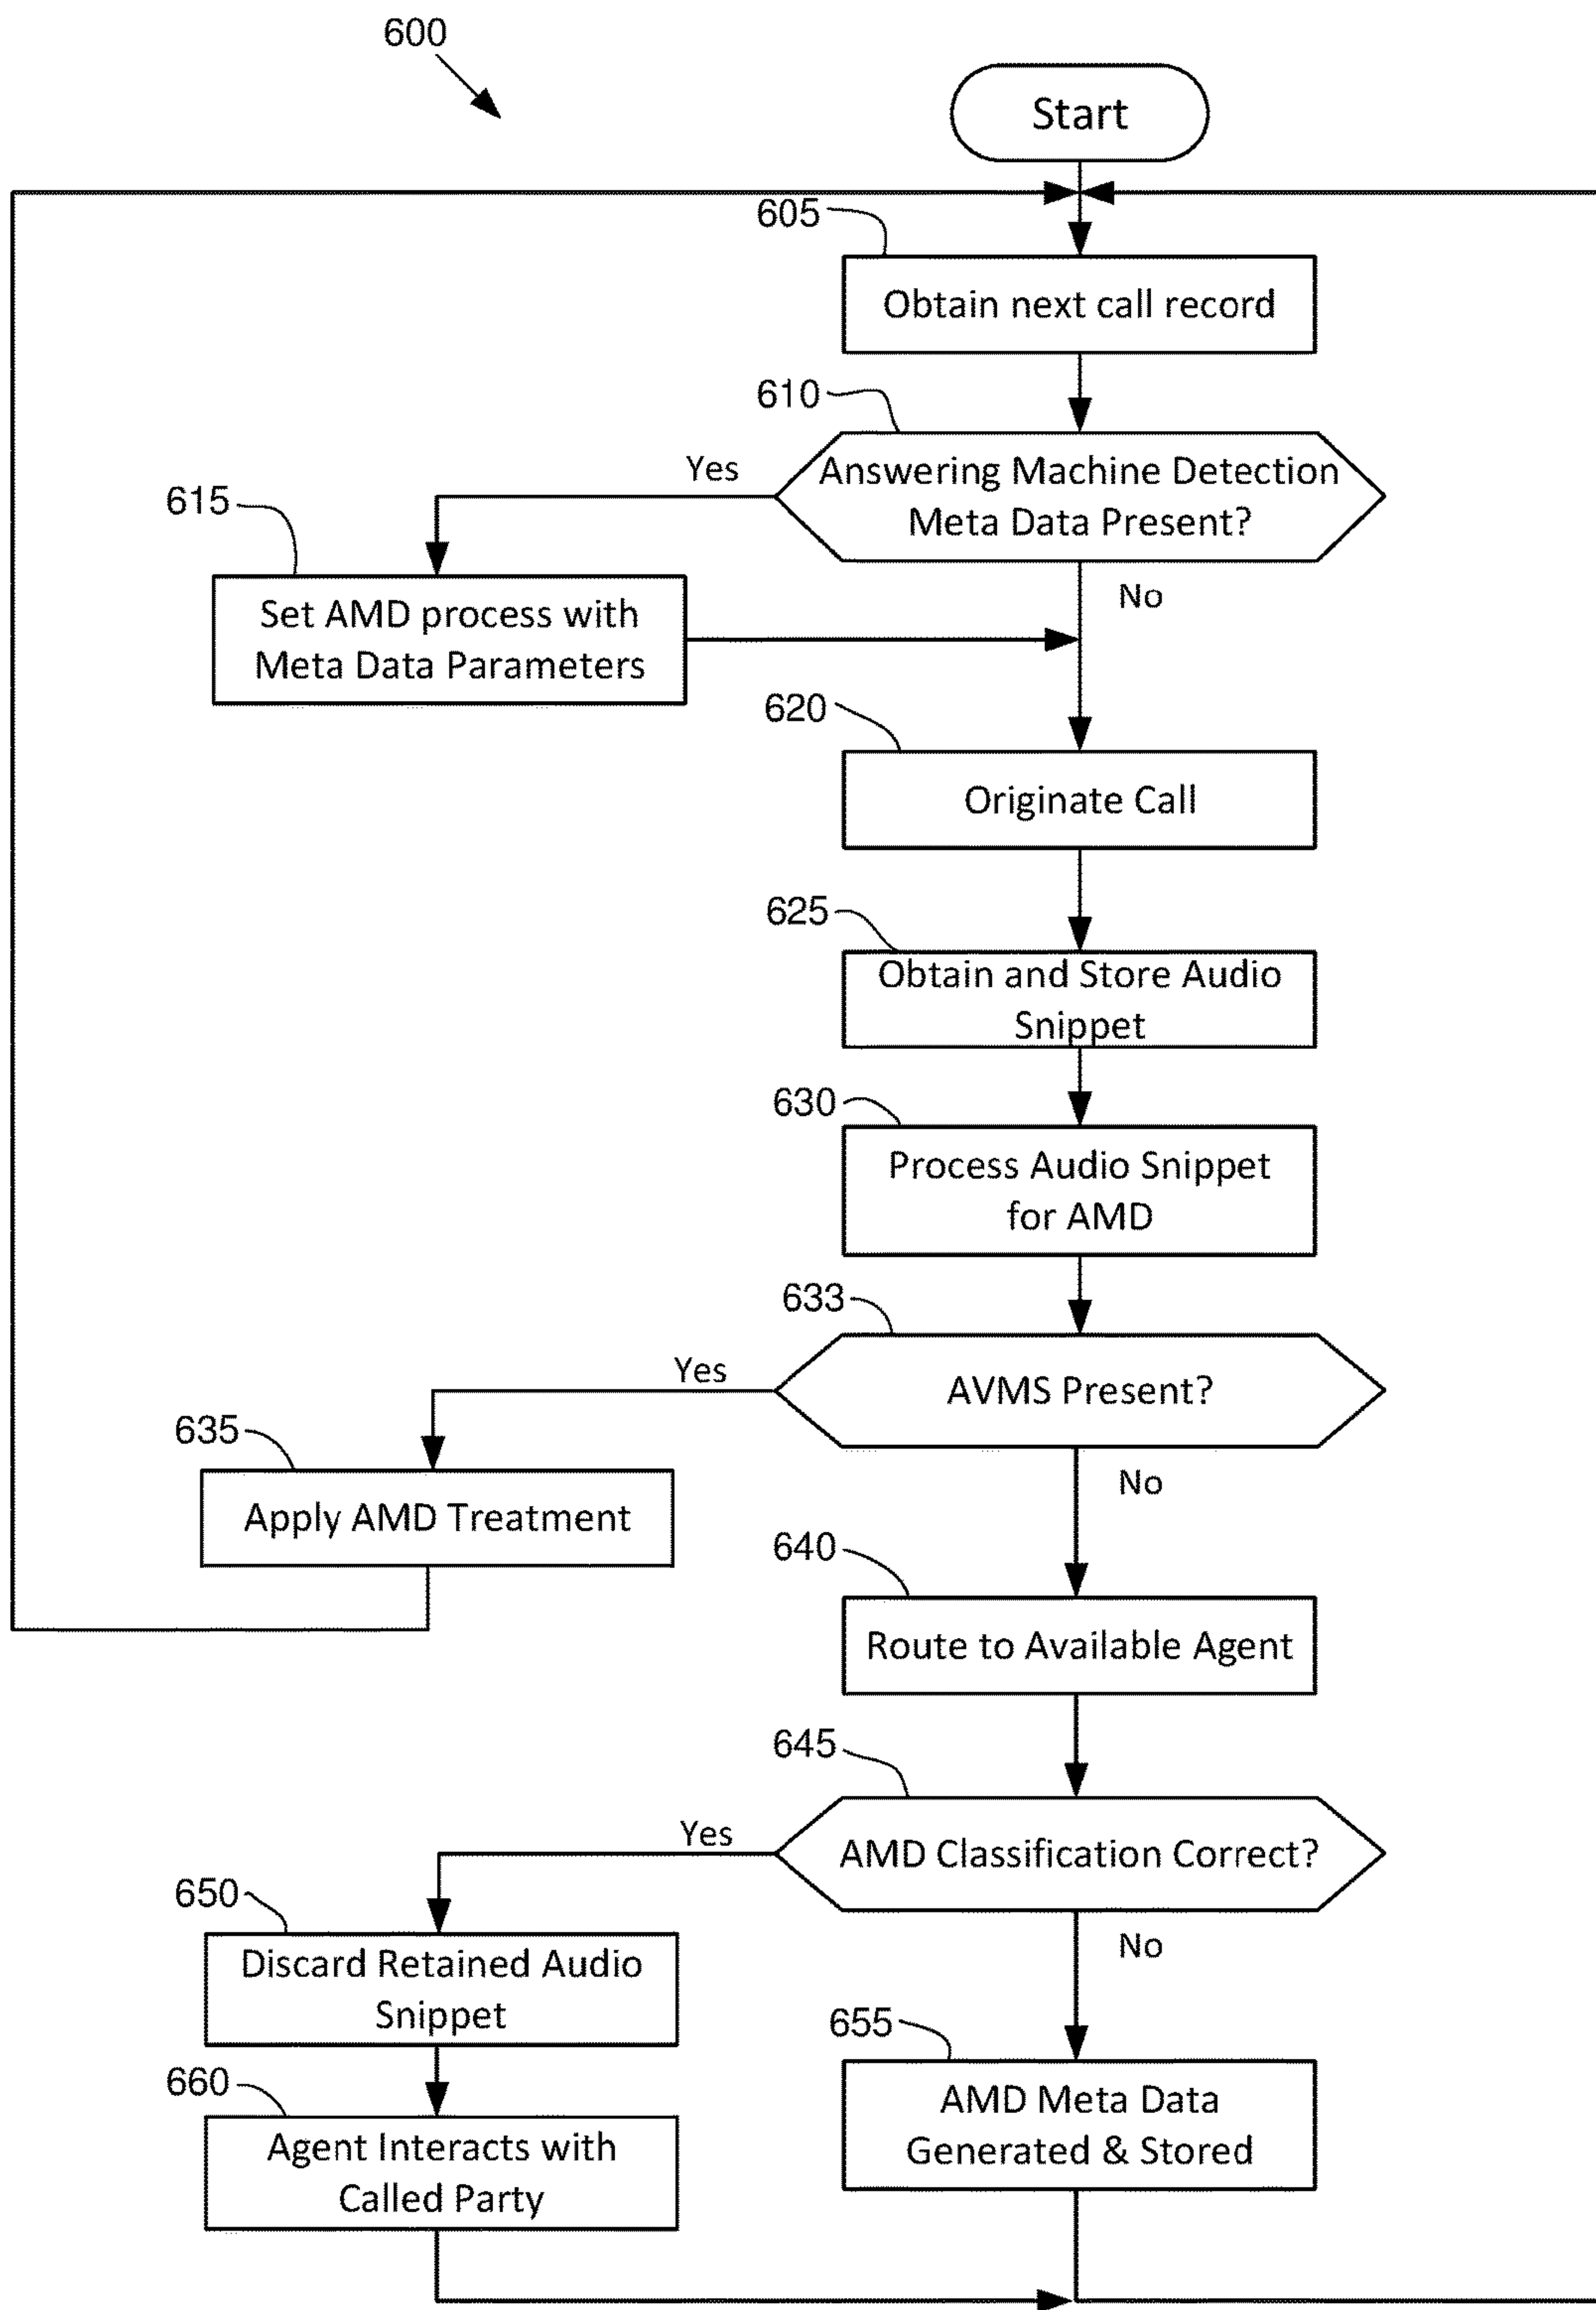 600
Start
605
Obtain next call record
610
Answering Machine Detection
Meta Data Present?
Yes
No
615
Set AMD process with
Meta Data Parameters
620
Originate Call
625
Obtain and Store Audio
Snippet
630
Process Audio Snippet
for AMD
633
AVMS Present?
Yes
No
635
Apply AMD Treatment
640
Route to Available Agent
645
AMD Classification Correct?
Yes
No
650
Discard Retained Audio
Snippet
655
AMD Meta Data
Generated & Stored
660
Agent Interacts with
Called Party